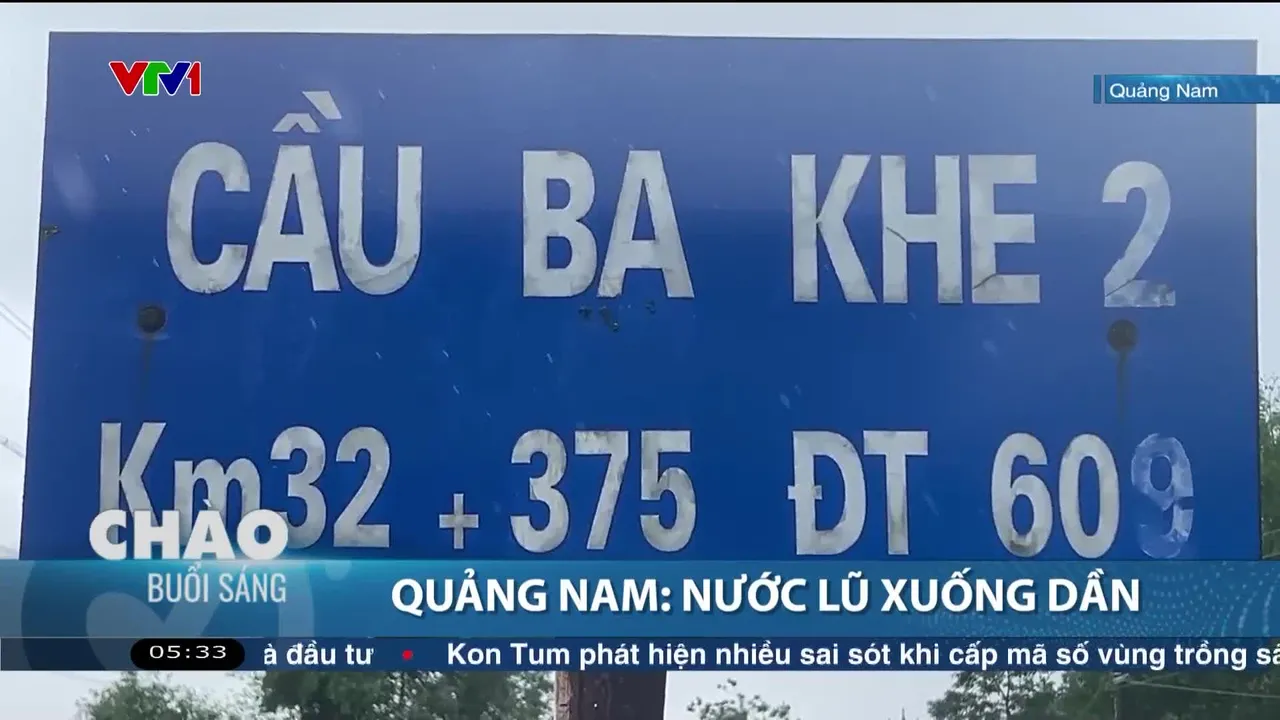 VTV1
Quảng Nam
CẦU BA KHE 2
Km32 + 375 ĐT 609
CHÀO
BUỔI SÁNG
QUẢNG NAM: NƯỚC LŨ XUỐNG DẦN
05:33
à đầu tư • Kon Tum phát hiện nhiều sai sót khi cấp mã số vùng trồng sá